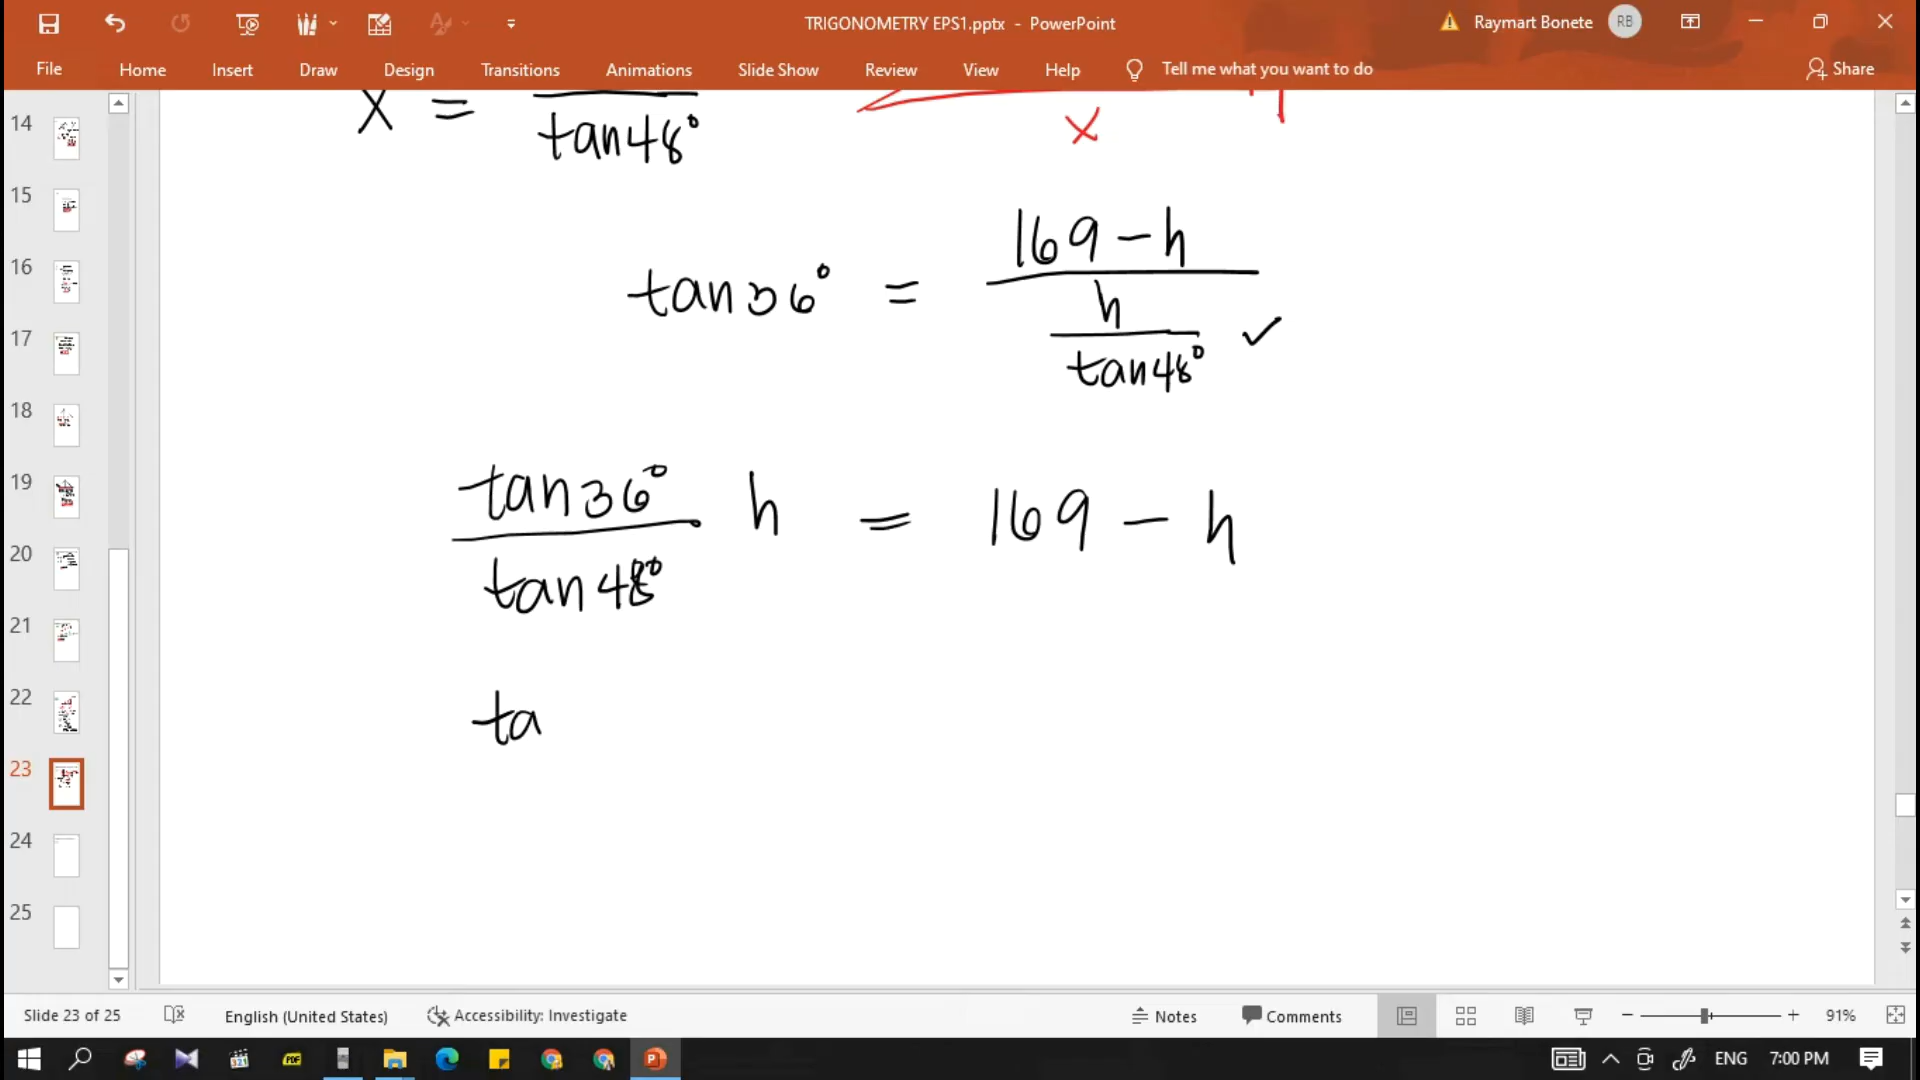 TRIGONOMETRY EPS1.pptx - PowerPoint
Raymart Bonete
RB
File Home Insert Draw Design Transitions Animations Slide Show Review View Help Tell me what you want to do
Share
14
15
16
17
18
19
20
21
22
23
24
25
x =
tan48°
x
169 - h
tan36° =
h
tan48° ✓
tan36°
h = 169 - h
tan48°
ta
Slide 23 of 25 English (United States) Accessibility: Investigate Notes Comments 91%
321
PDF
ENG 7:00 PM